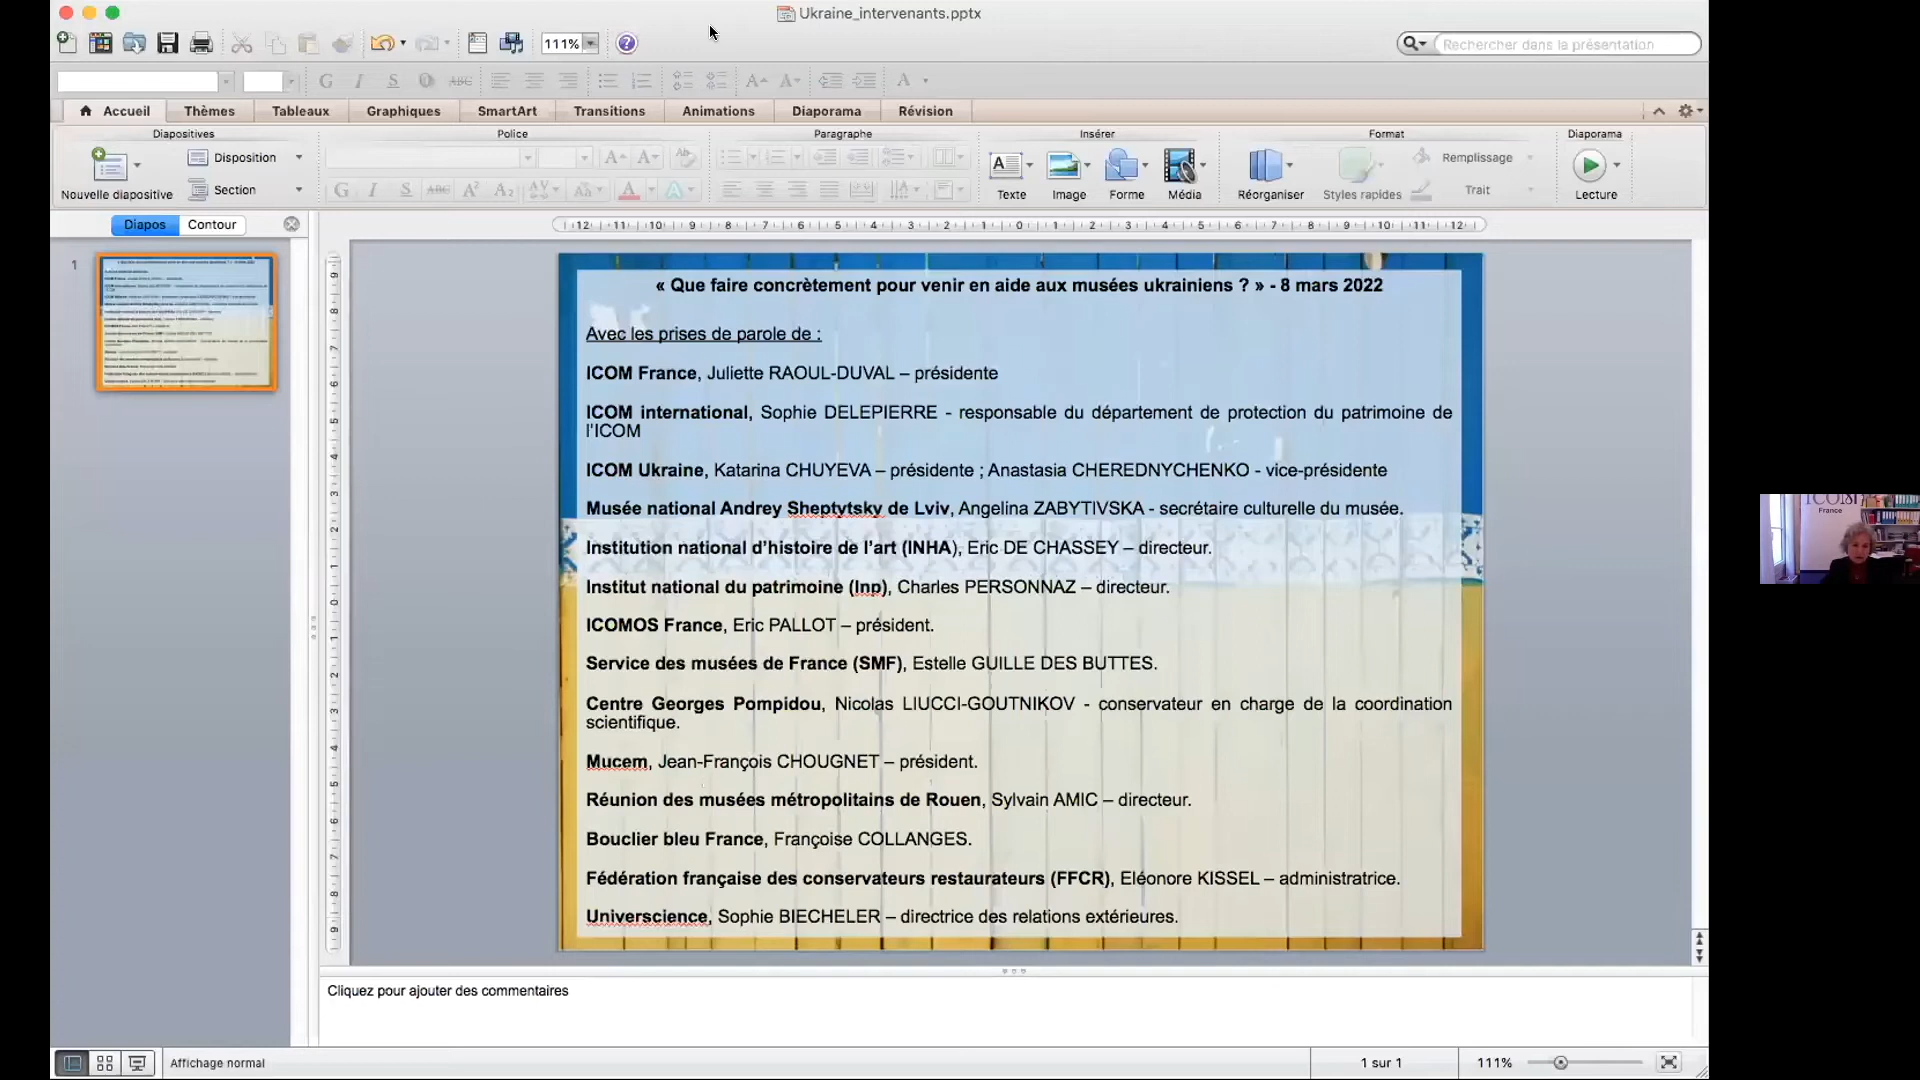 Ukraine_intervenants.pptx
111%
Rechercher dans la présentation
Accueil Thèmes Tableaux Graphiques SmartArt Transitions Animations Diaporama Révision
Diapositives Police Paragraphe Insérer Format Diaporama
Disposition
Section
Nouvelle diapositive
Texte Image Forme Média
Réorganiser Styles rapides
Remplissage
Trait
Lecture
Diapos Contour
1
« Que faire concrètement pour venir en aide aux musées ukrainiens ? » - 8 mars 2022
Avec les prises de parole de :
ICOM France, Juliette RAOUL-DUVAL – présidente
ICOM international, Sophie DELEPIERRE - responsable du département de protection du patrimoine de
l'ICOM
ICOM Ukraine, Katarina CHUYEVA – présidente ; Anastasia CHEREDNYCHENKO - vice-présidente
Musée national Andrey Sheptytsky de Lviv, Angelina ZABYTIVSKA - secrétaire culturelle du musée.
Institution national d’histoire de l’art (INHA), Eric DE CHASSEY – directeur.
Institut national du patrimoine (Inp), Charles PERSONNAZ – directeur.
ICOMOS France, Eric PALLOT – président.
Service des musées de France (SMF), Estelle GUILLE DES BUTTES.
Centre Georges Pompidou, Nicolas LIUCCI-GOUTNIKOV - conservateur en charge de la coordination
scientifique.
Mucem, Jean-François CHOUGNET – président.
Réunion des musées métropolitains de Rouen, Sylvain AMIC – directeur.
Bouclier bleu France, Françoise COLLANGES.
Fédération française des conservateurs restaurateurs (FFCR), Eléonore KISSEL – administratrice.
Universcience, Sophie BIECHELER – directrice des relations extérieures.
Cliquez pour ajouter des commentaires
Affichage normal
1 sur 1
111%
ICOM
France